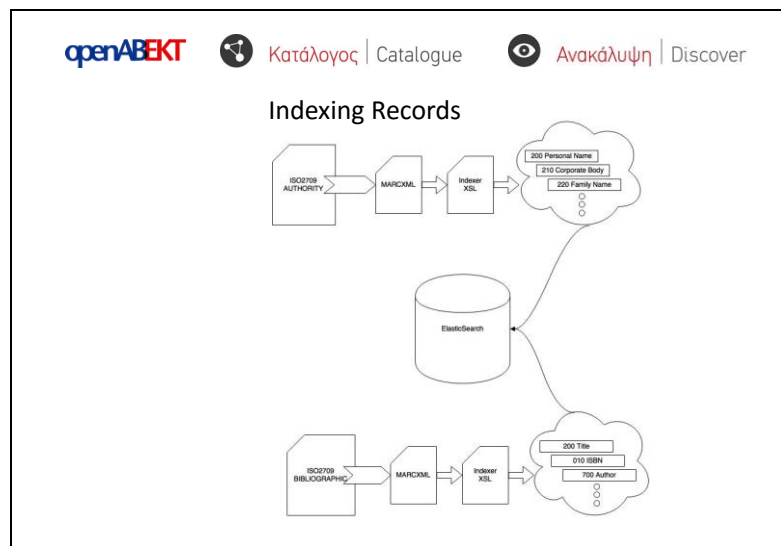 openABEKT Κατάλογος | Catalogue Ανακάλυψη | Discover
Indexing Records
ISO2709
AUTHORITY
MARCXML
Indexer
XSL
200 Personal Name
210 Corporate Body
220 Family Name
ElasticSearch
ISO2709
BIBLIOGRAPHIC
MARCXML
Indexer
XSL
200 Title
010 ISBN
700 Author